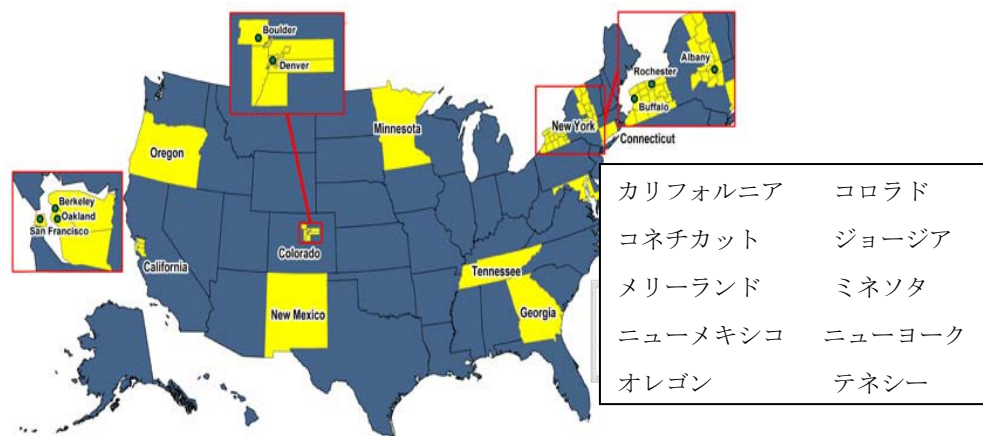 Boulder
Denver
Albany
Rochester
Buffalo
Minnesota
New York
Connecticut
Oregon
Berkeley
Oakland
San Francisco
California
Colorado
Tennessee
New Mexico
Georgia
カリフォルニア コロラド
コネチカット ジョージア
メリーランド ミネソタ
ニューメキシコ ニューヨーク
オレゴン テネシー